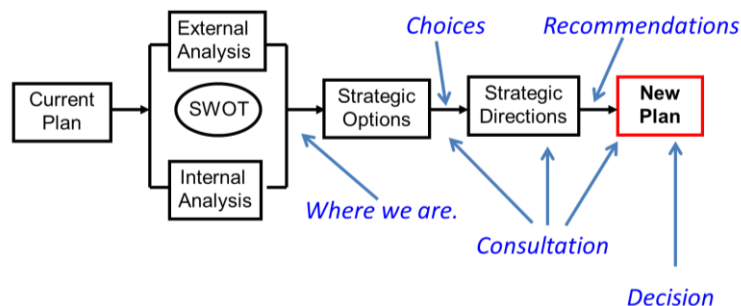 External
Analysis
Choices
Recommendations
Current
Plan
SWOT
Strategic
Options
Strategic
Directions
New
Plan
Internal
Analysis
Where we are.
Consultation
Decision